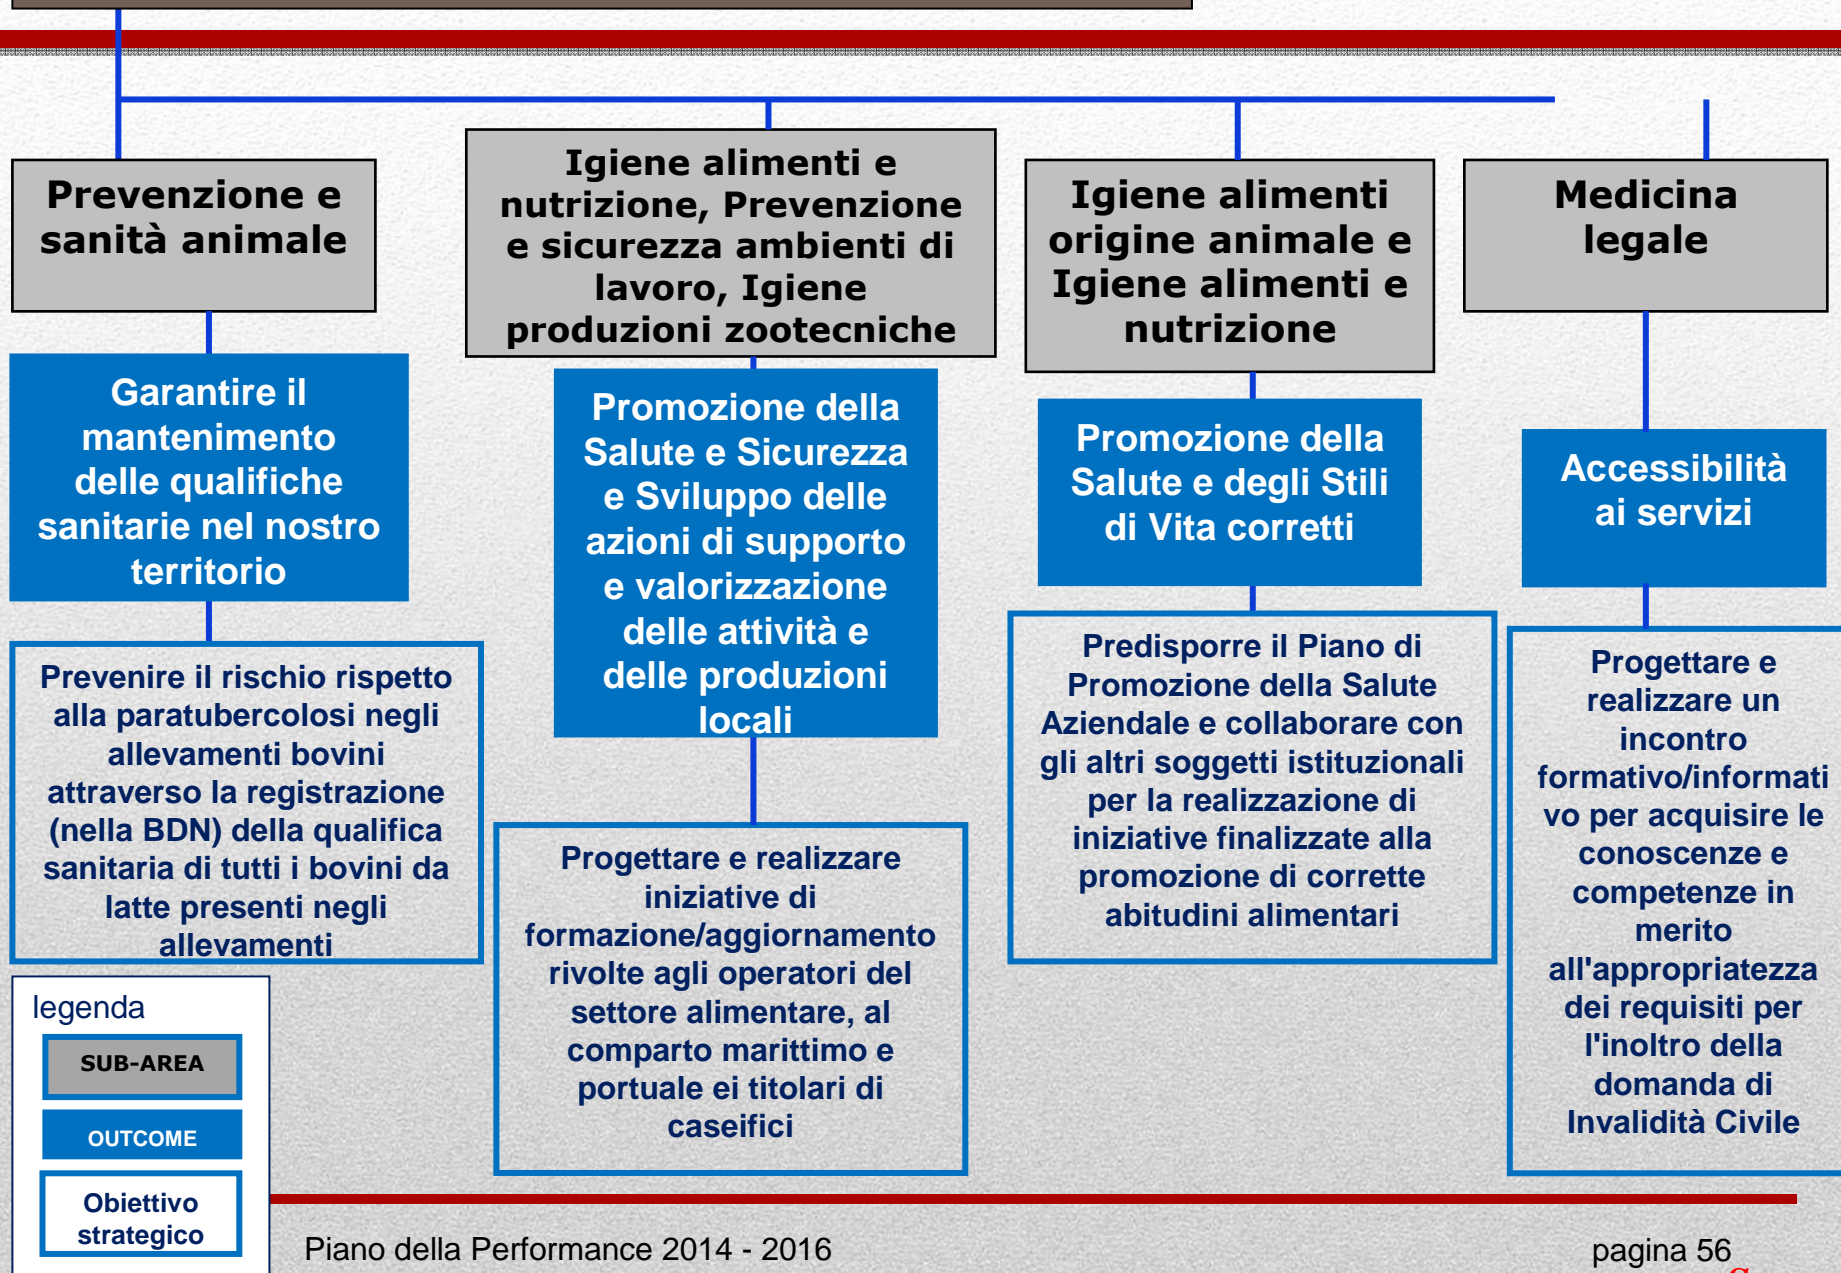 Prevenzione e
sanità animale
Igiene alimenti e
nutrizione, Prevenzione
e sicurezza ambienti di
lavoro, Igiene
produzioni zootecniche
Igiene alimenti
origine animale e
Igiene alimenti e
nutrizione
Medicina
legale
Garantire il
mantenimento
delle qualifiche
sanitarie nel nostro
territorio
Promozione della
Salute e Sicurezza
e Sviluppo delle
azioni di supporto
e valorizzazione
delle attività e
delle produzioni
locali
Promozione della
Salute e degli Stili
di Vita corretti
Accessibilità
ai servizi
Prevenire il rischio rispetto
alla paratubercolosi negli
allevamenti bovini
attraverso la registrazione
(nella BDN) della qualifica
sanitaria di tutti i bovini da
latte presenti negli
allevamenti
Progettare e realizzare
iniziative di
formazione/aggiornamento
rivolte agli operatori del
settore alimentare, al
comparto marittimo e
portuale ei titolari di
caseifici
Predisporre il Piano di
Promozione della Salute
Aziendale e collaborare con
gli altri soggetti istituzionali
per la realizzazione di
iniziative finalizzate alla
promozione di corrette
abitudini alimentari
Progettare e
realizzare un
incontro
formativo/informati
vo per acquisire le
conoscenze e
competenze in
merito
all'appropriatezza
dei requisiti per
l'inoltro della
domanda di
Invalidità Civile
legenda
SUB-AREA
OUTCOME
Obiettivo
strategico
Piano della Performance 2014 - 2016
pagina 56